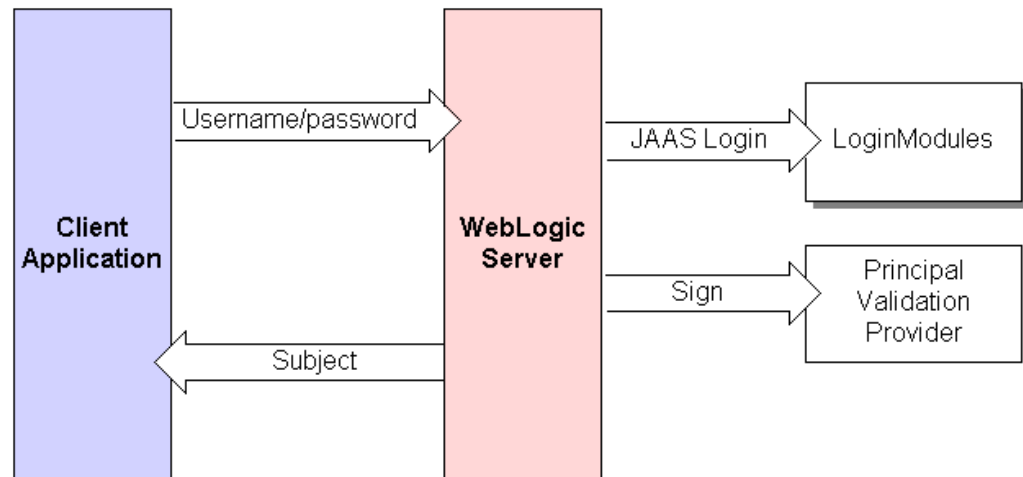 Client
Application
Username/password
Subject
WebLogic
Server
JAAS Login
LoginModules
Sign
Principal
Validation
Provider